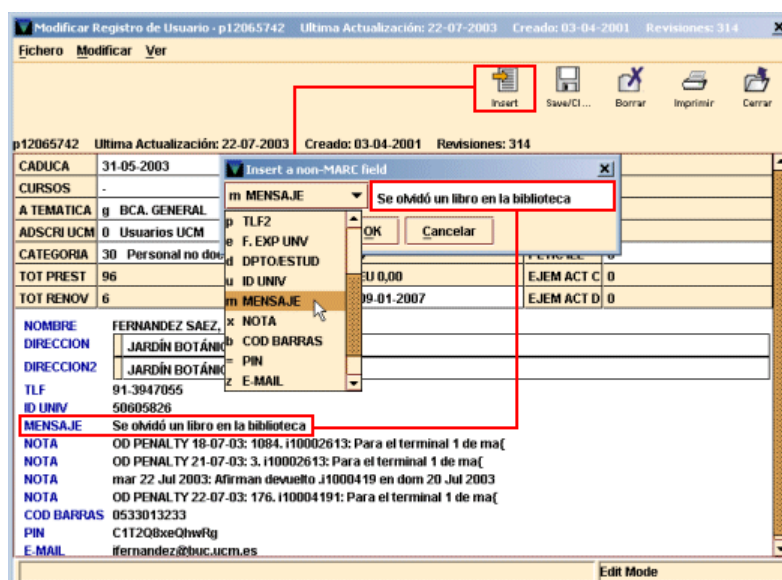 Modificar Registro de Usuario - p12065742 Ultima Actualización: 22-07-2003 Creado: 03-04-2001 Revisiones: 314
Fichero Modificar Ver
Insert Save/Cl... Borrar Imprimir Cerrar
p12065742 Ultima Actualización: 22-07-2003 Creado: 03-04-2001 Revisiones: 314
CADUCA 31-05-2003
CURSOS -
A TEMATICA g BCA. GENERAL
ADSCRI UCM 0 Usuarios UCM
CATEGORIA 30 Personal no do
TOT PREST 96 EU 0,00 EJEM ACT C 0
TOT RENOV 6 09-01-2007 EJEM ACT D 0
Insert a non-MARC field
m MENSAJE Se olvidó un libro en la biblioteca
OK Cancelar
p TLF2
e F. EXP UNV
d DPTO/ESTUD
u ID UNIV
m MENSAJE
x NOTA
b COD BARRAS
= PIN
z E-MAIL
NOMBRE FERNANDEZ SAEZ,
DIRECCION JARDÍN BOTÁNIC
DIRECCION2 JARDÍN BOTÁNIC
TLF 91-3947055
ID UNIV 50605826
MENSAJE Se olvidó un libro en la biblioteca
NOTA OD PENALTY 18-07-03: 1084. i10002613: Para el terminal 1 de ma{
NOTA OD PENALTY 21-07-03: 3. i10002613: Para el terminal 1 de ma{
NOTA mar 22 Jul 2003: Afirman devuelto .i1000419 en dom 20 Jul 2003
NOTA OD PENALTY 22-07-03: 176. i10004191: Para el terminal 1 de ma{
COD BARRAS 0533013233
PIN C1T2Q8xeQhwRg
E-MAIL ifernandez@buc.ucm.es
Edit Mode